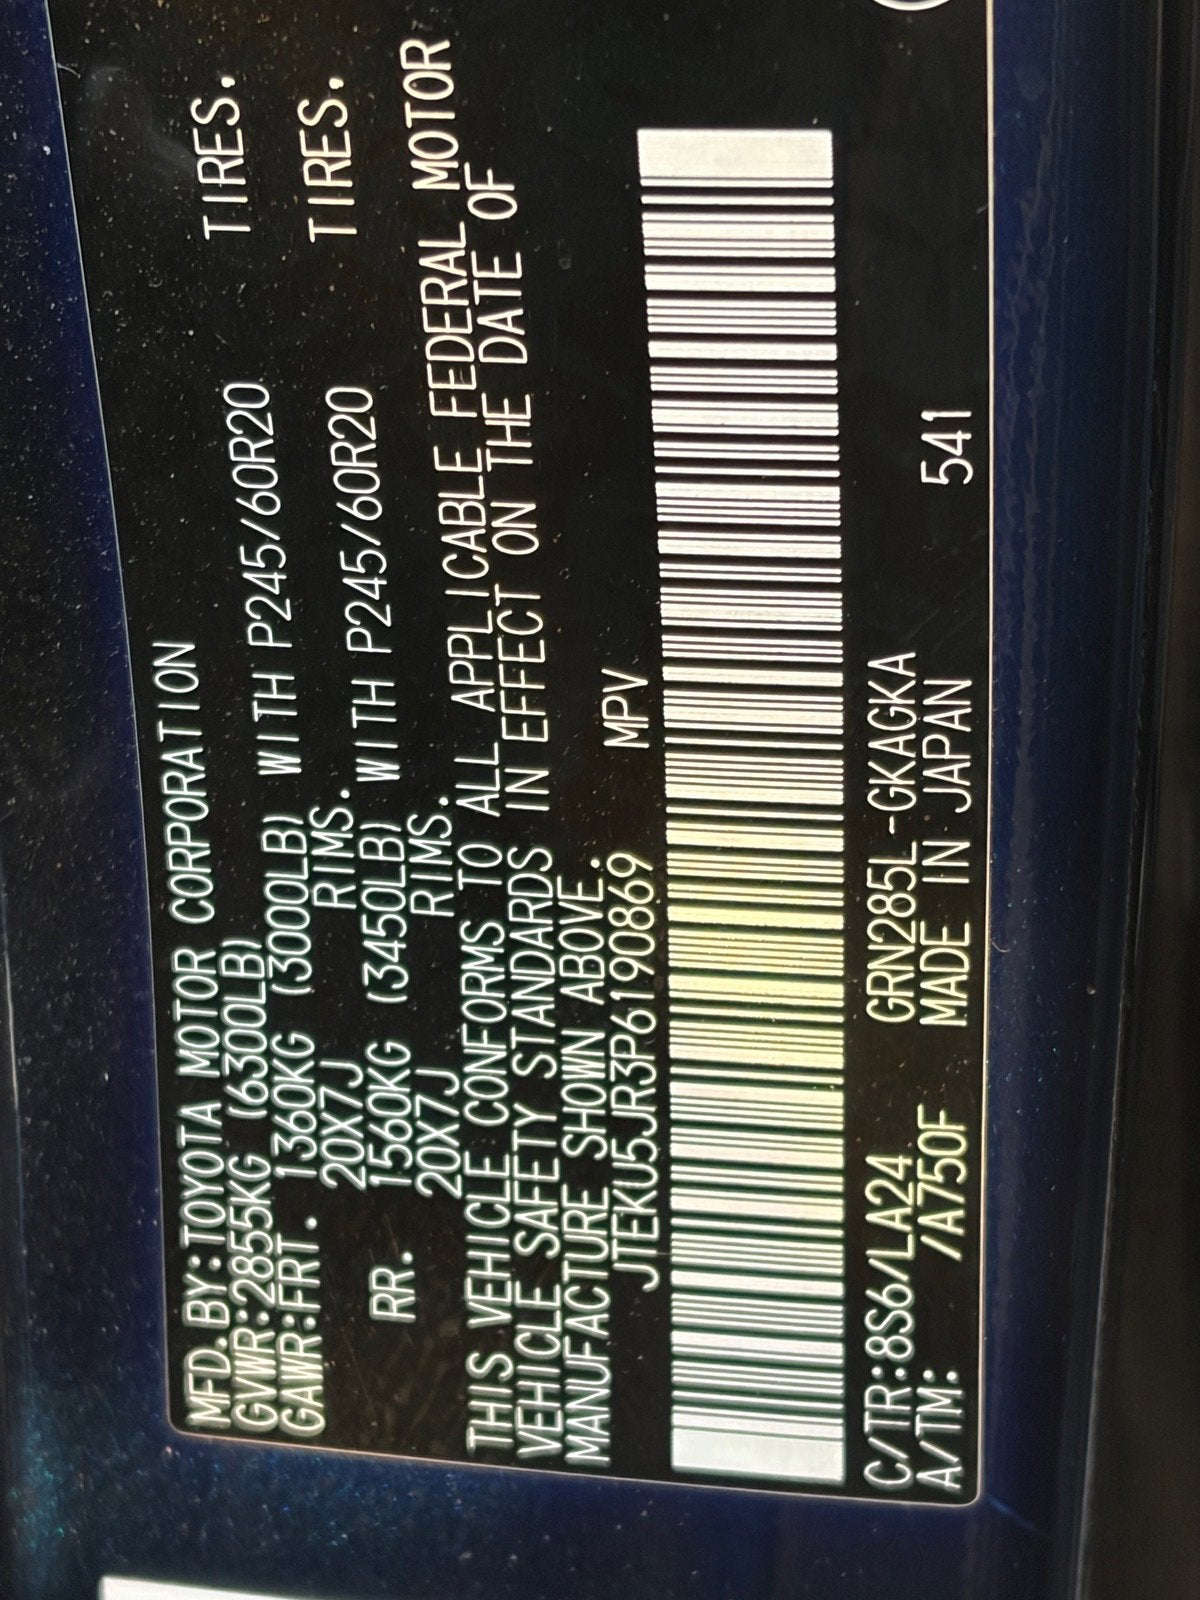 MFD.BY:TOYOTA MOTOR CORPORATION
GVWR:2855KG (6300LB)
GAWR:FRT. 1360KG (3000LB) WITH P245/60R20 TIRES.
20X7J RIMS.
RR. 1560KG (3450LB) WITH P245/60R20 TIRES.
20X7J RIMS.
THIS VEHICLE CONFORMS TO ALL APPLICABLE FEDERAL MOTOR
VEHICLE SAFETY STANDARDS IN EFFECT ON THE DATE OF
MANUFACTURE SHOWN ABOVE.
JTEKU5JR3P6190869 MPV
C/TR:8S6/LA24 GRN285L-GKAGKA
A/TM: /A750F MADE IN JAPAN 541